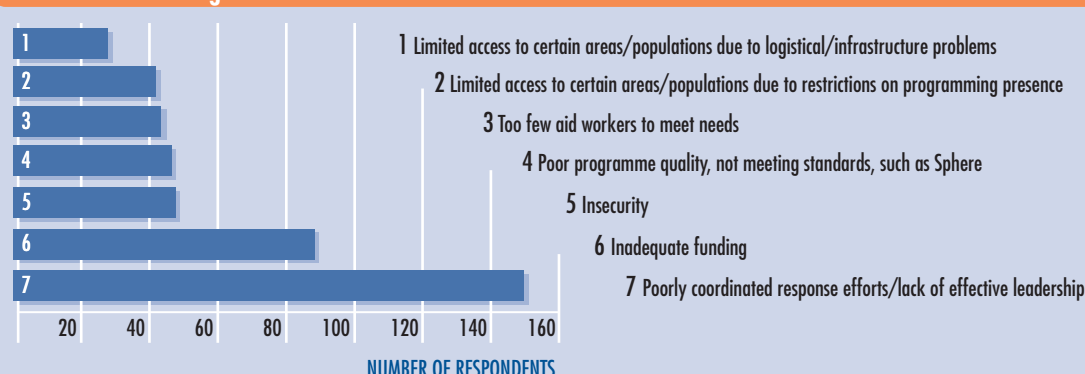 1
1 Limited access to certain areas/populations due to logistical/infrastructure problems
2
2 Limited access to certain areas/populations due to restrictions on programming presence
3
3 Too few aid workers to meet needs
4
4 Poor programme quality, not meeting standards, such as Sphere
5
5 Insecurity
6
6 Inadequate funding
7
7 Poorly coordinated response efforts/lack of effective leadership
20 40 60 80 100 120 140 160
NUMBER OF RESPONDENTS